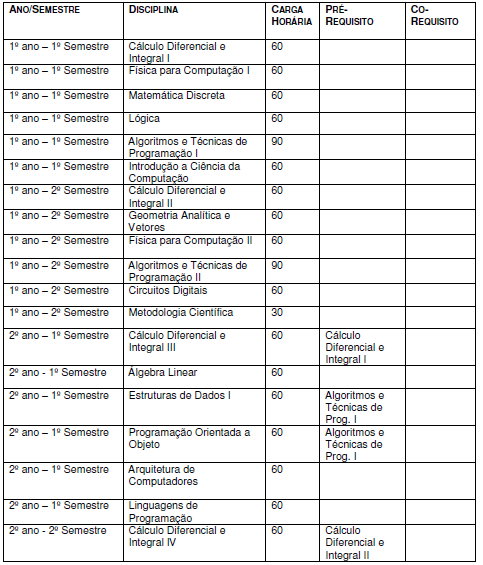 ANO/SEMESTRE DISCIPLINA CARGA HORÁRIA PRÉ-REQUISITO CO-REQUISITO
1º ano – 1º Semestre Cálculo Diferencial e Integral I 60
1º ano – 1º Semestre Física para Computação I 60
1º ano – 1º Semestre Matemática Discreta 60
1º ano – 1º Semestre Lógica 60
1º ano – 1º Semestre Algoritmos e Técnicas de Programação I 90
1º ano – 1º Semestre Introdução a Ciência da Computação 60
1º ano – 2º Semestre Cálculo Diferencial e Integral II 60
1º ano – 2º Semestre Geometria Analítica e Vetores 60
1º ano – 2º Semestre Física para Computação II 60
1º ano – 2º Semestre Algoritmos e Técnicas de Programação II 90
1º ano – 2º Semestre Circuitos Digitais 60
1º ano – 2º Semestre Metodologia Científica 30
2º ano – 1º Semestre Cálculo Diferencial e Integral III 60 Cálculo Diferencial e Integral I
2º ano - 1º Semestre Álgebra Linear 60
2º ano – 1º Semestre Estruturas de Dados I 60 Algoritmos e Técnicas de Prog. I
2º ano – 1º Semestre Programação Orientada a Objeto 60 Algoritmos e Técnicas de Prog. I
2º ano – 1º Semestre Arquitetura de Computadores 60
2º ano – 1º Semestre Linguagens de Programação 60
2º ano - 2º Semestre Cálculo Diferencial e Integral IV 60 Cálculo Diferencial e Integral II